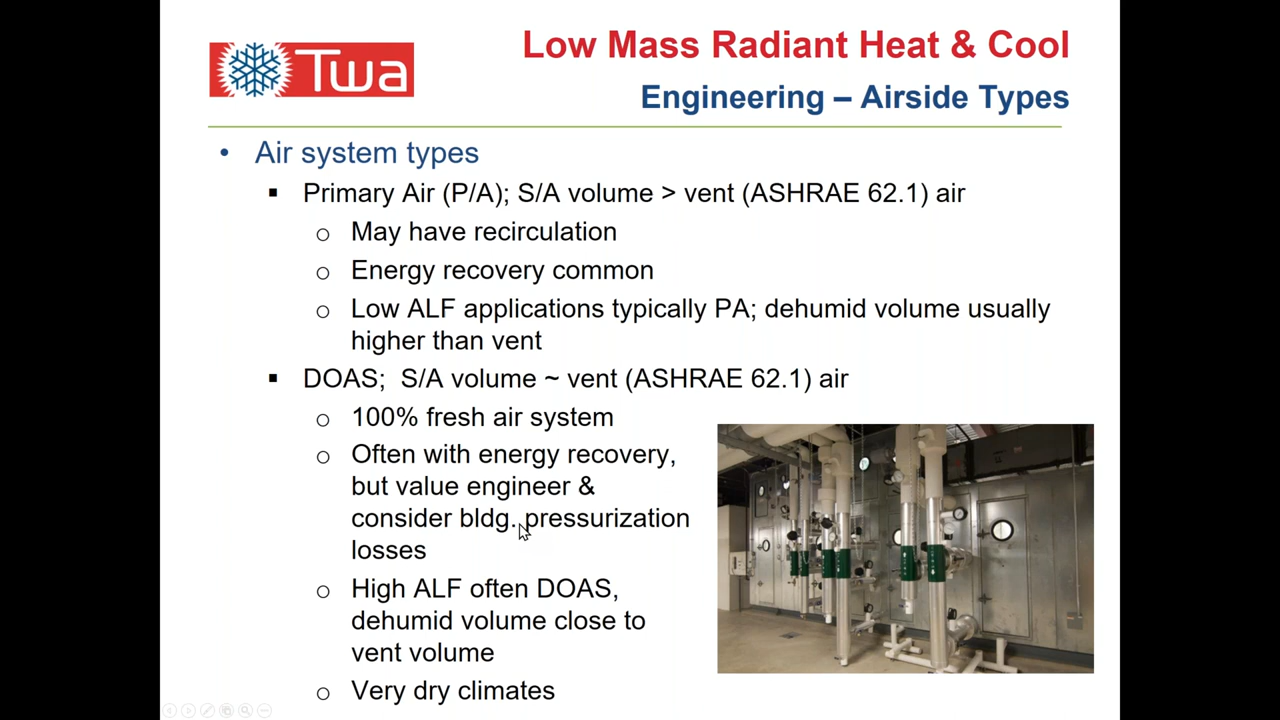 Twa
Low Mass Radiant Heat & Cool
Engineering – Airside Types
• Air system types
▪ Primary Air (P/A); S/A volume > vent (ASHRAE 62.1) air
o May have recirculation
o Energy recovery common
o Low ALF applications typically PA; dehumid volume usually
higher than vent
▪ DOAS; S/A volume ~ vent (ASHRAE 62.1) air
o 100% fresh air system
o Often with energy recovery,
but value engineer &
consider bldg. pressurization
losses
o High ALF often DOAS,
dehumid volume close to
vent volume
o Very dry climates